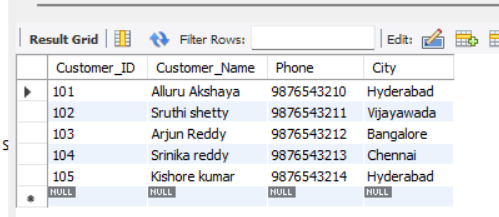 Result Grid Filter Rows: Edit:
Customer_ID Customer_Name Phone City
101 Alluru Akshaya 9876543210 Hyderabad
102 Sruthi shetty 9876543211 Vijayawada
103 Arjun Reddy 9876543212 Bangalore
S
104 Srinika reddy 9876543213 Chennai
105 Kishore kumar 9876543214 Hyderabad
NULL NULL NULL NULL